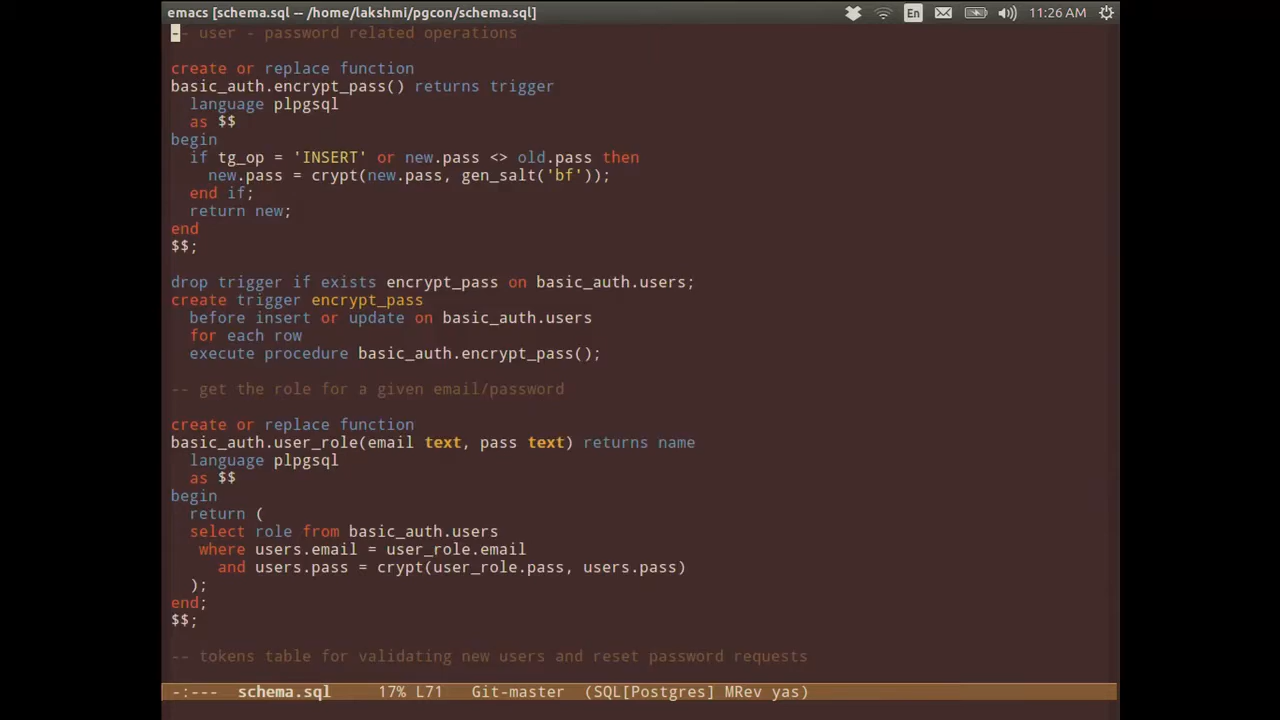 emacs [schema.sql -- /home/lakshmi/pgcon/schema.sql]
En
11:26 AM
-- user - password related operations
create or replace function
basic_auth.encrypt_pass() returns trigger
  language plpgsql
  as $$
begin
  if tg_op = 'INSERT' or new.pass <> old.pass then
    new.pass = crypt(new.pass, gen_salt('bf'));
  end if;
  return new;
end
$$;
drop trigger if exists encrypt_pass on basic_auth.users;
create trigger encrypt_pass
  before insert or update on basic_auth.users
  for each row
  execute procedure basic_auth.encrypt_pass();
-- get the role for a given email/password
create or replace function
basic_auth.user_role(email text, pass text) returns name
  language plpgsql
  as $$
begin
  return (
  select role from basic_auth.users
   where users.email = user_role.email
     and users.pass = crypt(user_role.pass, users.pass)
  );
end;
$$;
-- tokens table for validating new users and reset password requests
-:--- schema.sql 17% L71 Git-master (SQL[Postgres] MRev yas)